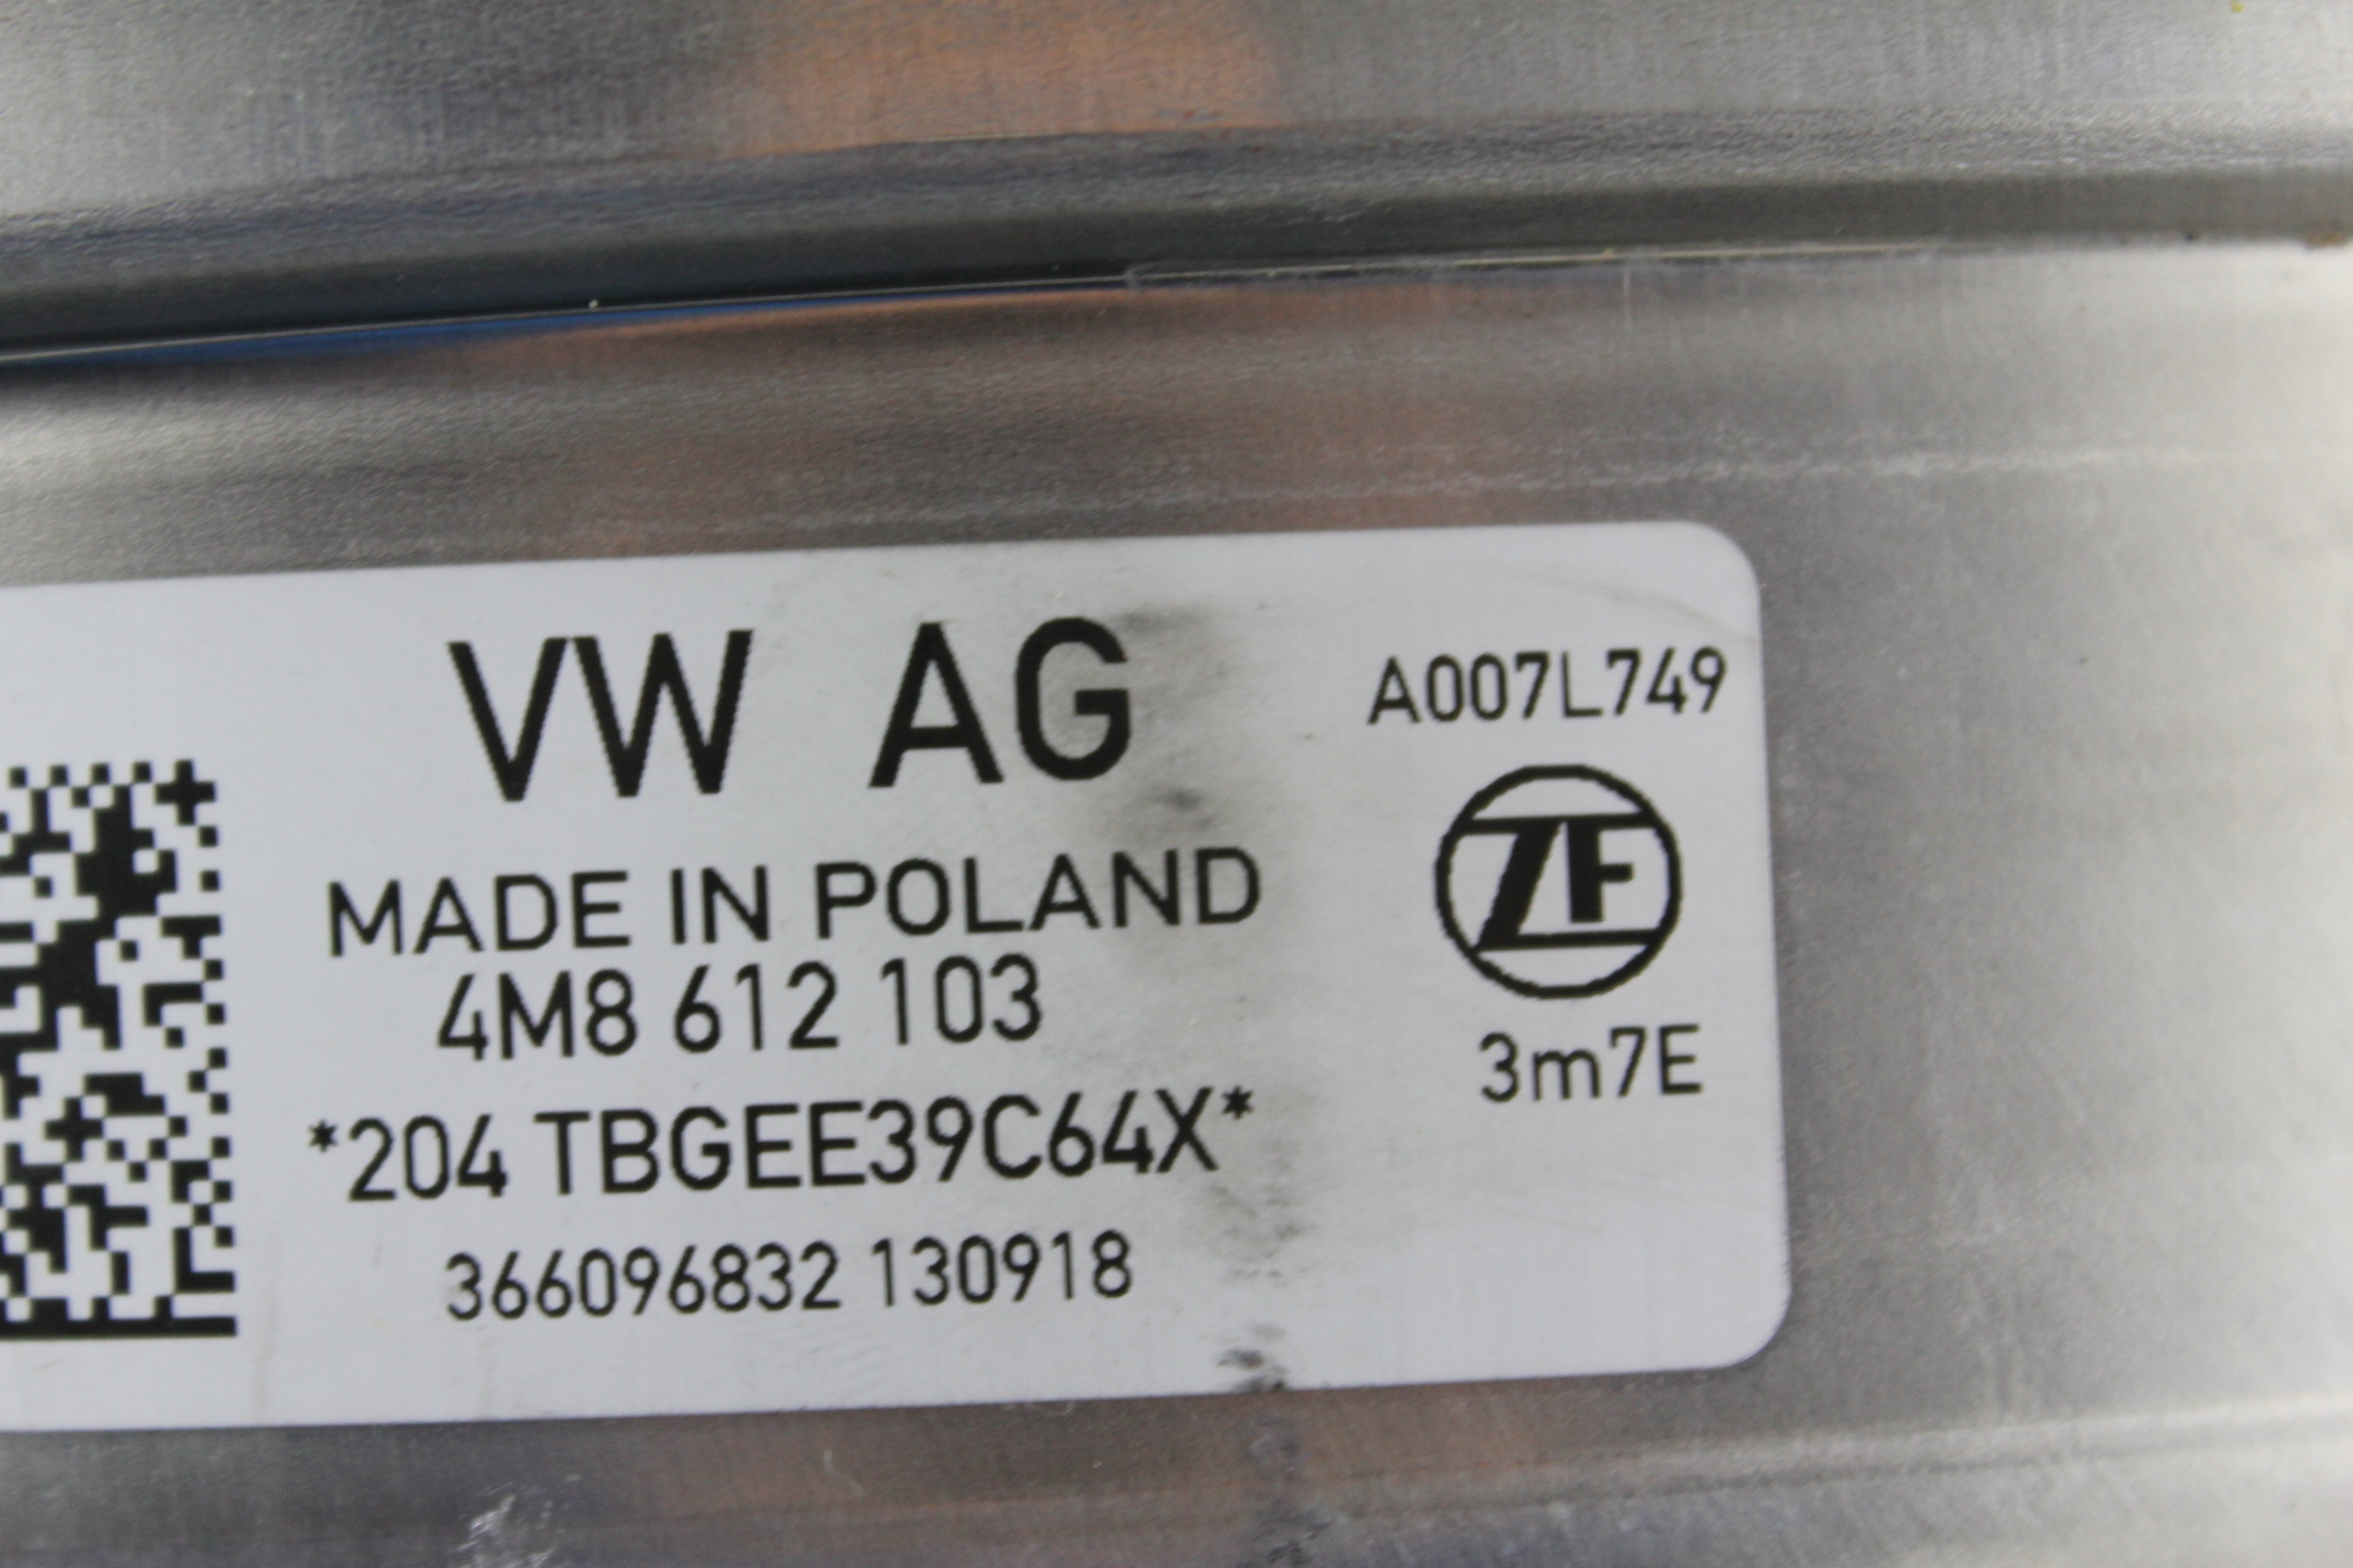 VW AG
A007L749
ZF
MADE IN POLAND
4M8 612 103
3m7E
*204 TBGEE39C64X*
366096832 130918